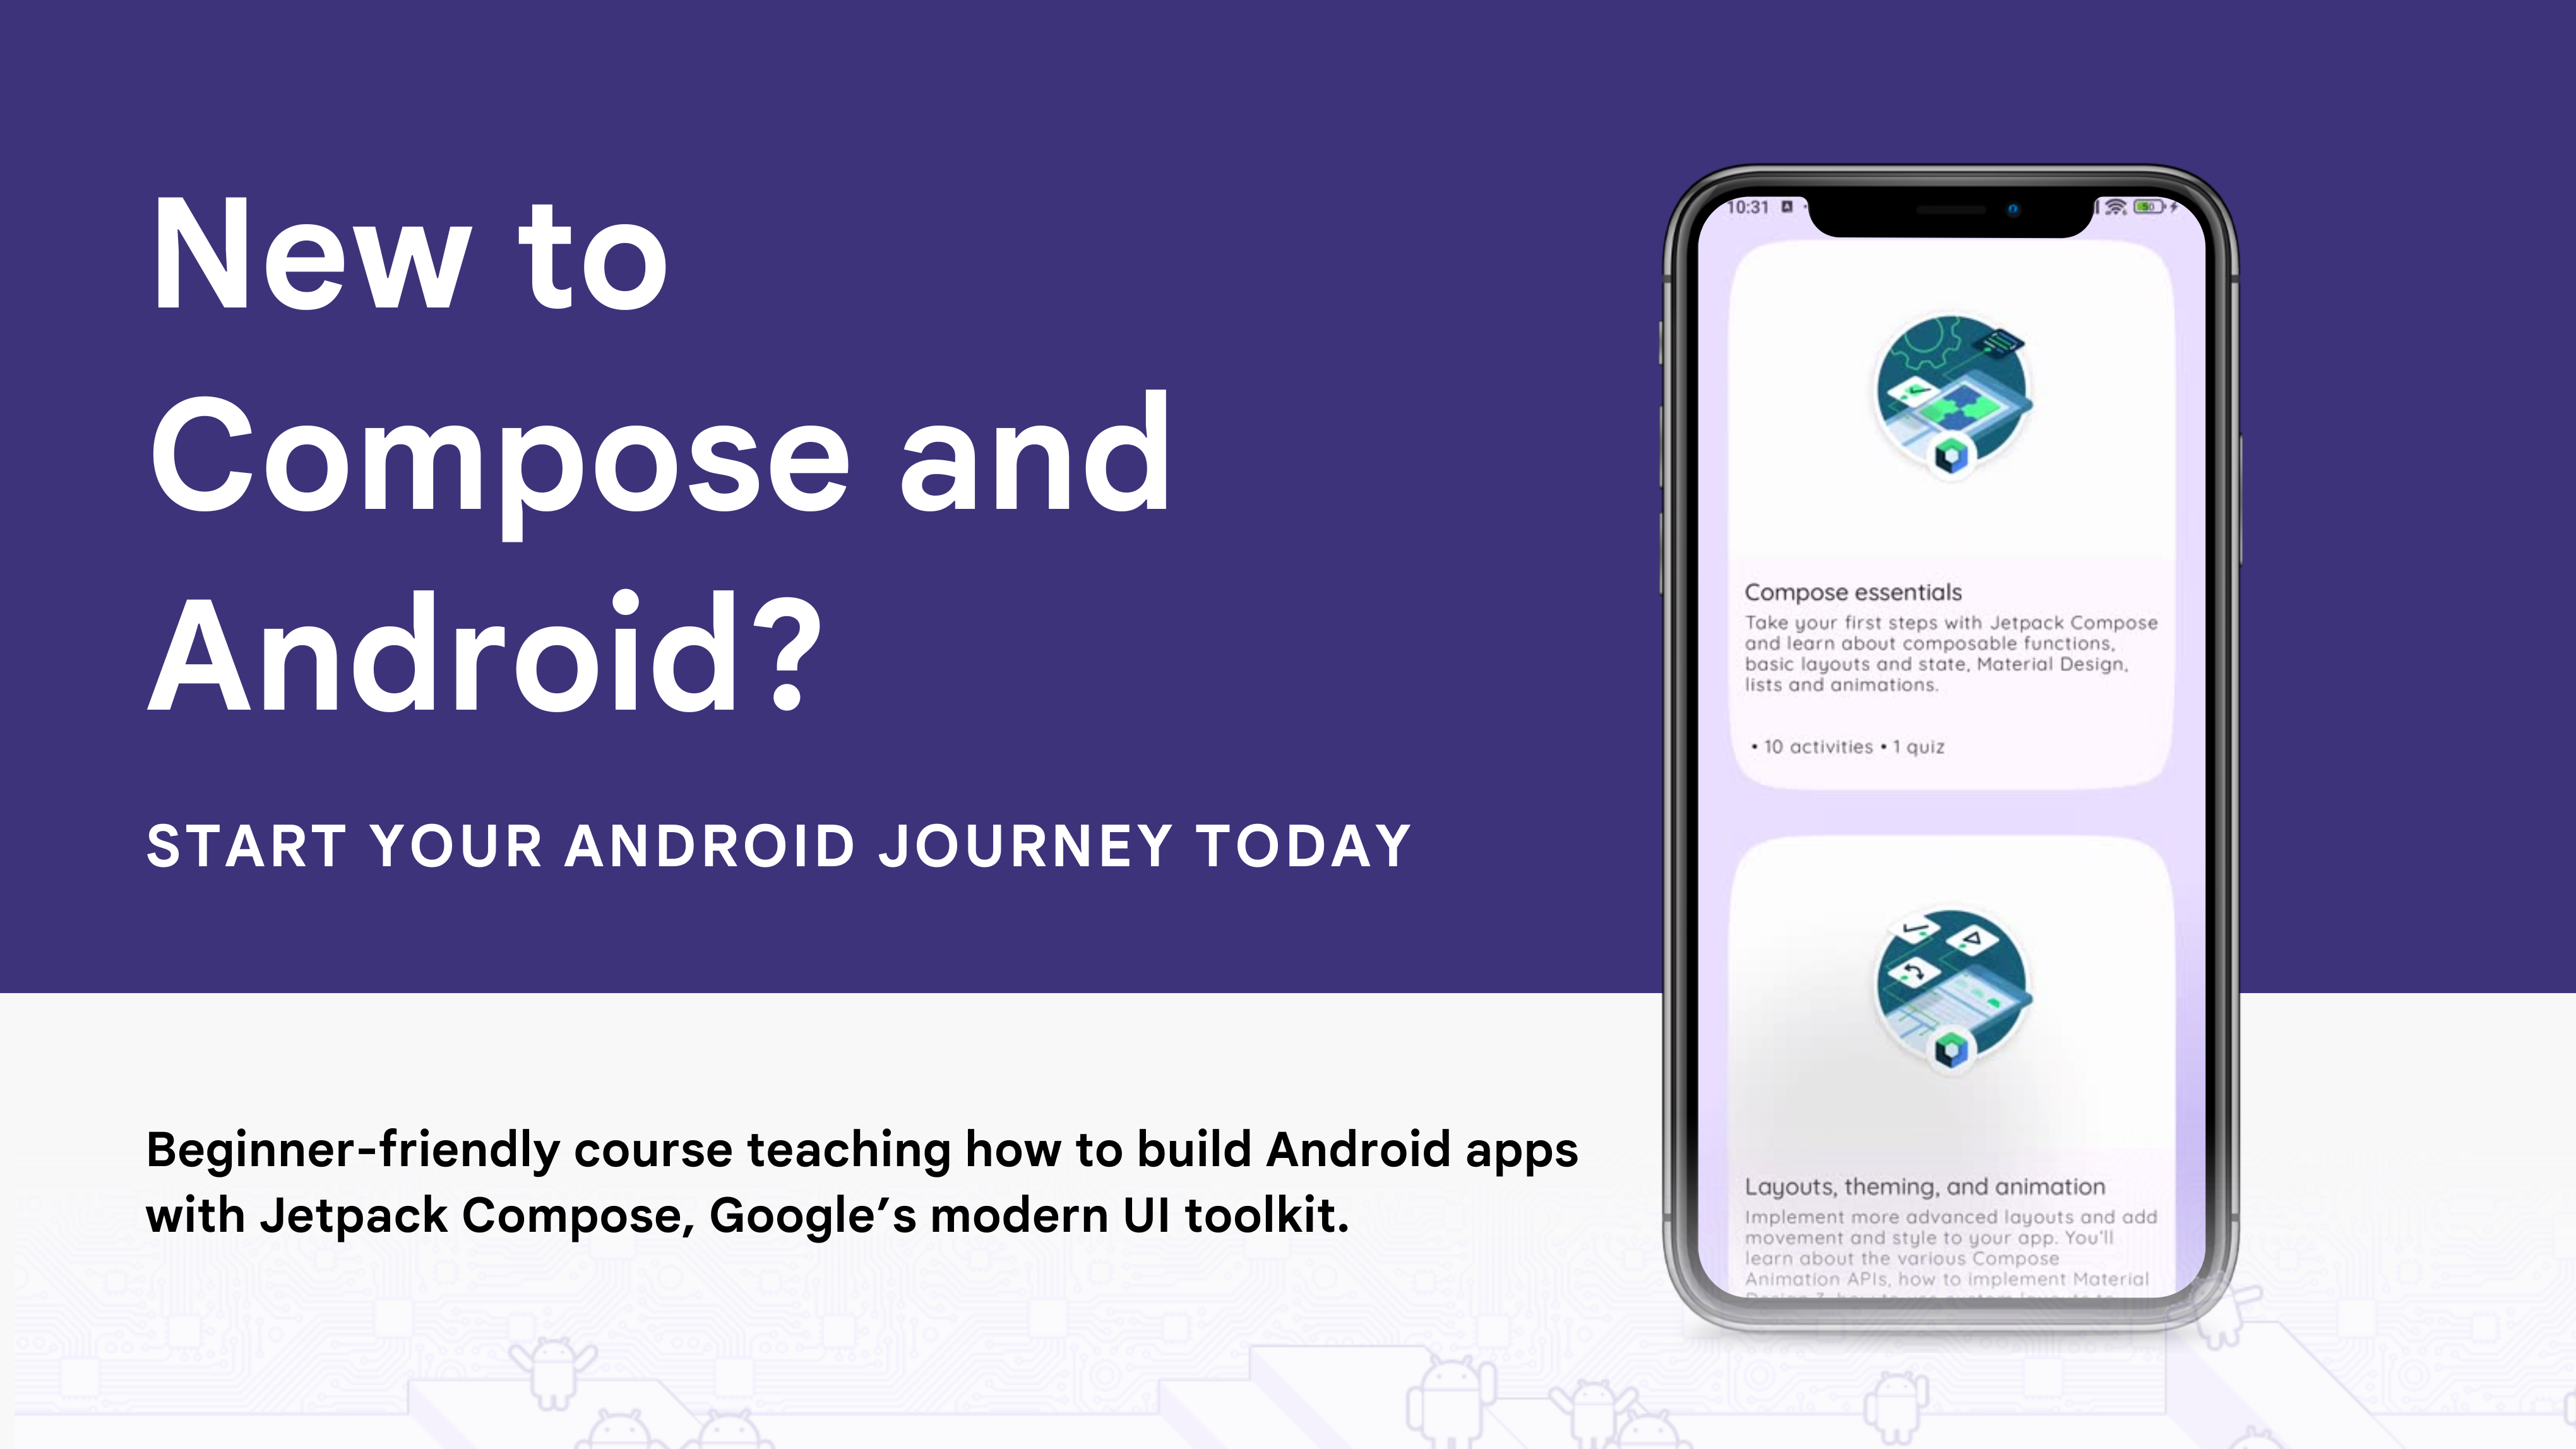 New to
Compose and
Android?
START YOUR ANDROID JOURNEY TODAY
Beginner-friendly course teaching how to build Android apps
with Jetpack Compose, Google’s modern UI toolkit.
10:31
50
Compose essentials
Take your first steps with Jetpack Compose
and learn about composable functions,
basic layouts and state, Material Design,
lists and animations.
• 10 activities • 1 quiz
Layouts, theming, and animation
Implement more advanced layouts and add
movement and style to your app. You'll
learn about the various Compose
Animation APIs, how to implement Material